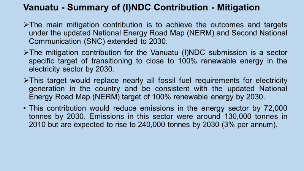 Vanuatu - Summary of (I)NDC Contribution - Mitigation
➢The main mitigation contribution is to achieve the outcomes and targets
under the updated National Energy Road Map (NERM) and Second National
Communication (SNC) extended to 2030.
➢The mitigation contribution for the Vanuatu (I)NDC submission is a sector
specific target of transitioning to close to 100% renewable energy in the
electricity sector by 2030.
➢This target would replace nearly all fossil fuel requirements for electricity
generation in the country and be consistent with the updated National
Energy Road Map (NERM) target of 100% renewable energy by 2030.
• This contribution would reduce emissions in the energy sector by 72,000
tonnes by 2030. Emissions in this sector were around 130,000 tonnes in
2010 but are expected to rise to 240,000 tonnes by 2030 (3% per annum).